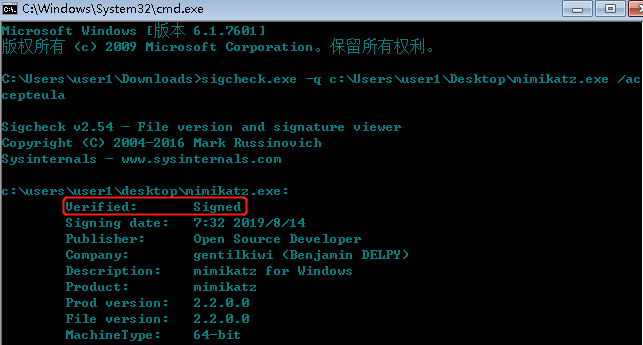 C:\Windows\System32\cmd.exe
Microsoft Windows [版本 6.1.7601]
版权所有 (c) 2009 Microsoft Corporation。保留所有权利。
C:\Users\user1\Downloads>sigcheck.exe -q c:\Users\user1\Desktop\mimikatz.exe /ac
cepteula
Sigcheck v2.54 - File version and signature viewer
Copyright (C) 2004-2016 Mark Russinovich
Sysinternals - www.sysinternals.com
c:\users\user1\desktop\mimikatz.exe:
Verified: Signed
Signing date: 7:32 2019/8/14
Publisher: Open Source Developer
Company: gentilkiwi (Benjamin DELPY)
Description: mimikatz for Windows
Product: mimikatz
Prod version: 2.2.0.0
File version: 2.2.0.0
MachineType: 64-bit